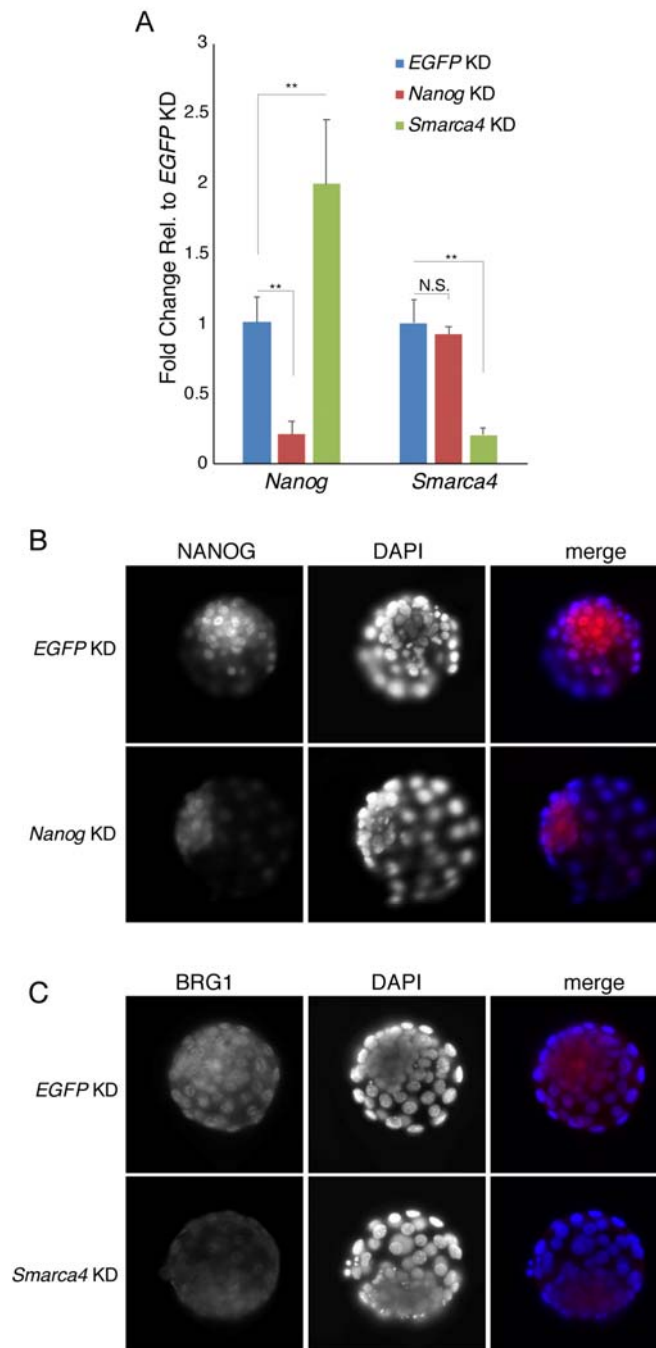 A
Fold Change Rel. to EGFP KD
3
2.5
2
1.5
1
0.5
0
EGFP KD
Nanog KD
Smarca4 KD
**
**
N.S.
**
Nanog
Smarca4
B
NANOG
DAPI
merge
EGFP KD
Nanog KD
C
BRG1
DAPI
merge
EGFP KD
Smarca4 KD